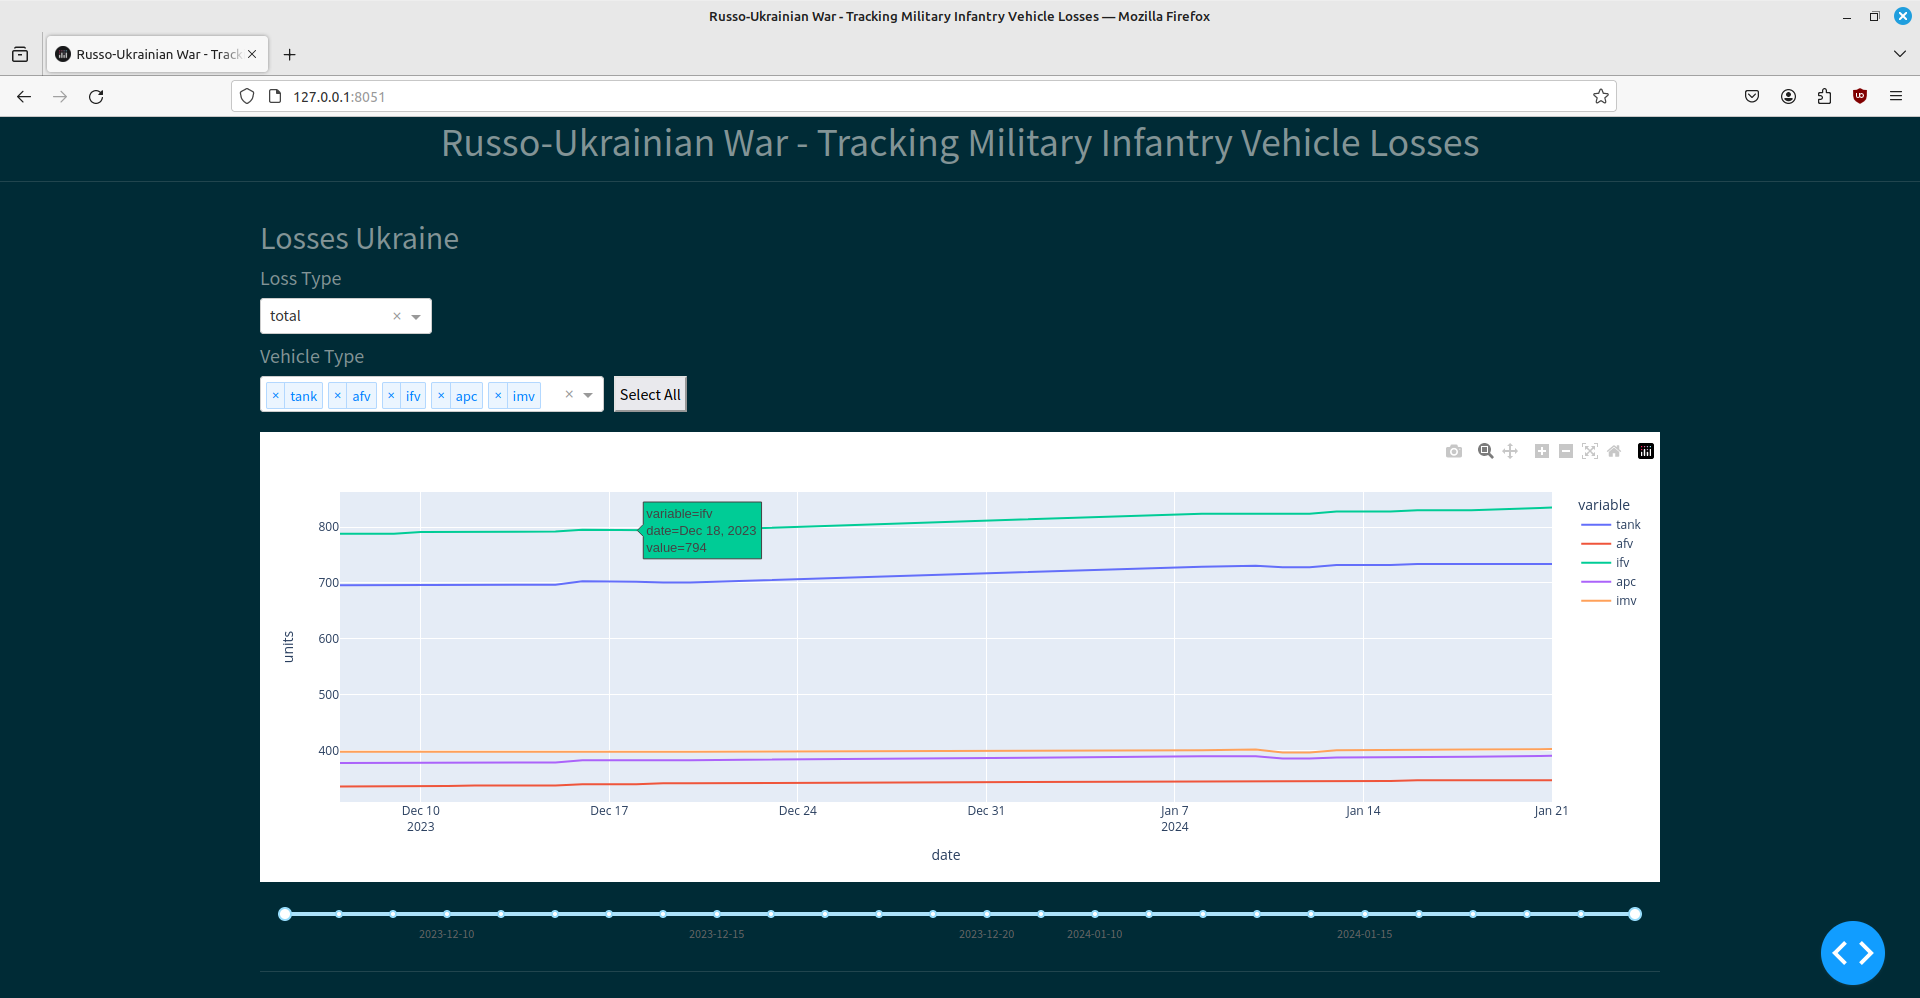 Russo-Ukrainian War - Tracking Military Infantry Vehicle Losses — Mozilla Firefox
Russo-Ukrainian War - Track
127.0.0.1:8051
Russo-Ukrainian War - Tracking Military Infantry Vehicle Losses
Losses Ukraine
Loss Type
total
Vehicle Type
× tank × afv × ifv × apc × imv
Select All
variable=ifv
date=Dec 18, 2023
value=794
variable
tank
afv
ifv
apc
imv
800
700
600
500
400
units
Dec 10 Dec 17 Dec 24 Dec 31 Jan 7 Jan 14 Jan 21
2023 2024
date
2023-12-10 2023-12-15 2023-12-20 2024-01-10 2024-01-15